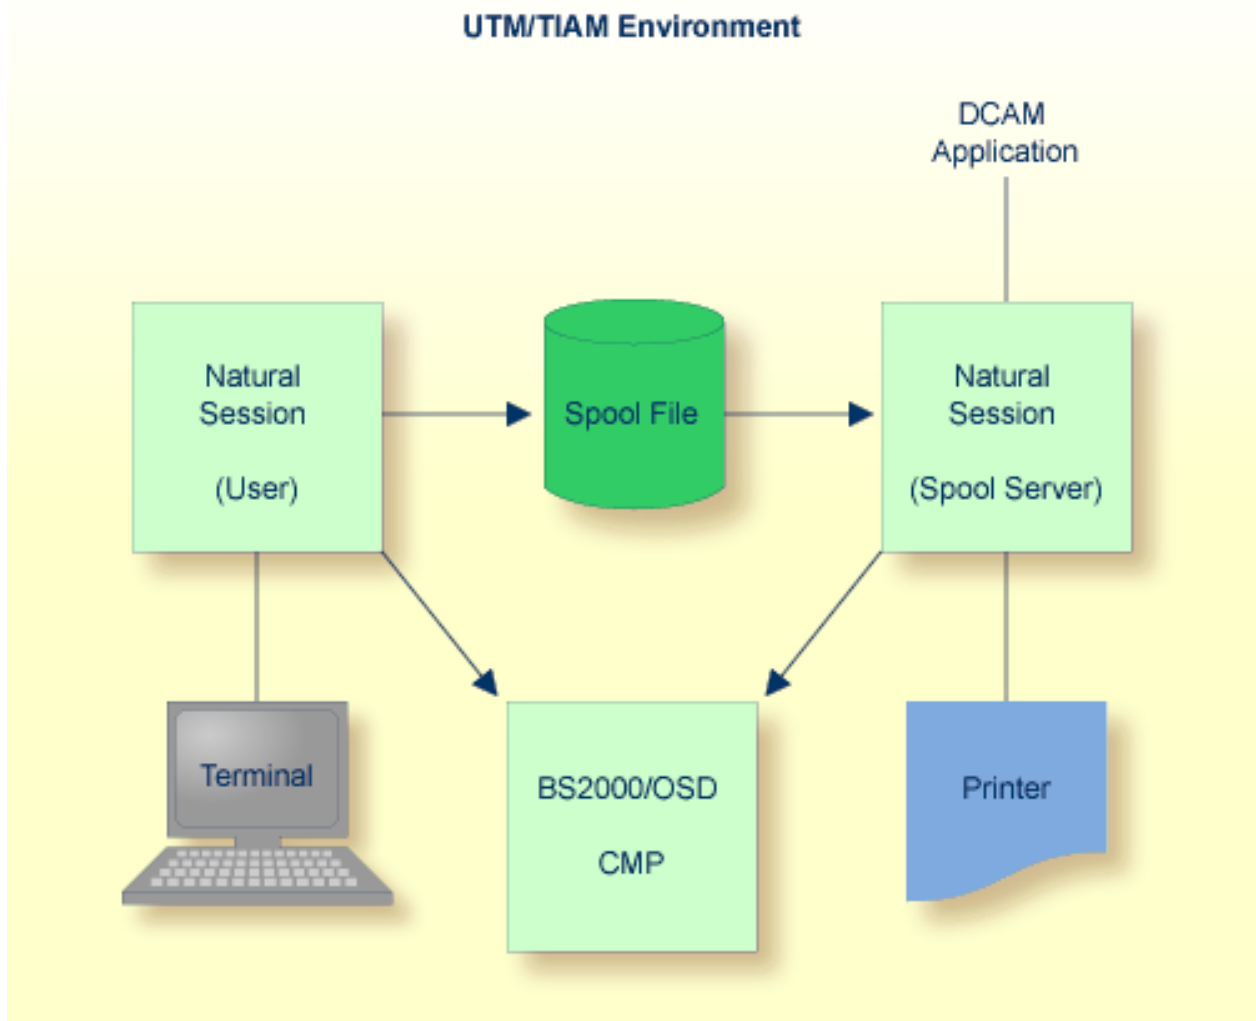 UTM/TIAM Environment
DCAM
Application
Natural
Session
(User)
Spool File
Natural
Session
(Spool Server)
Terminal
BS2000/OSD
CMP
Printer